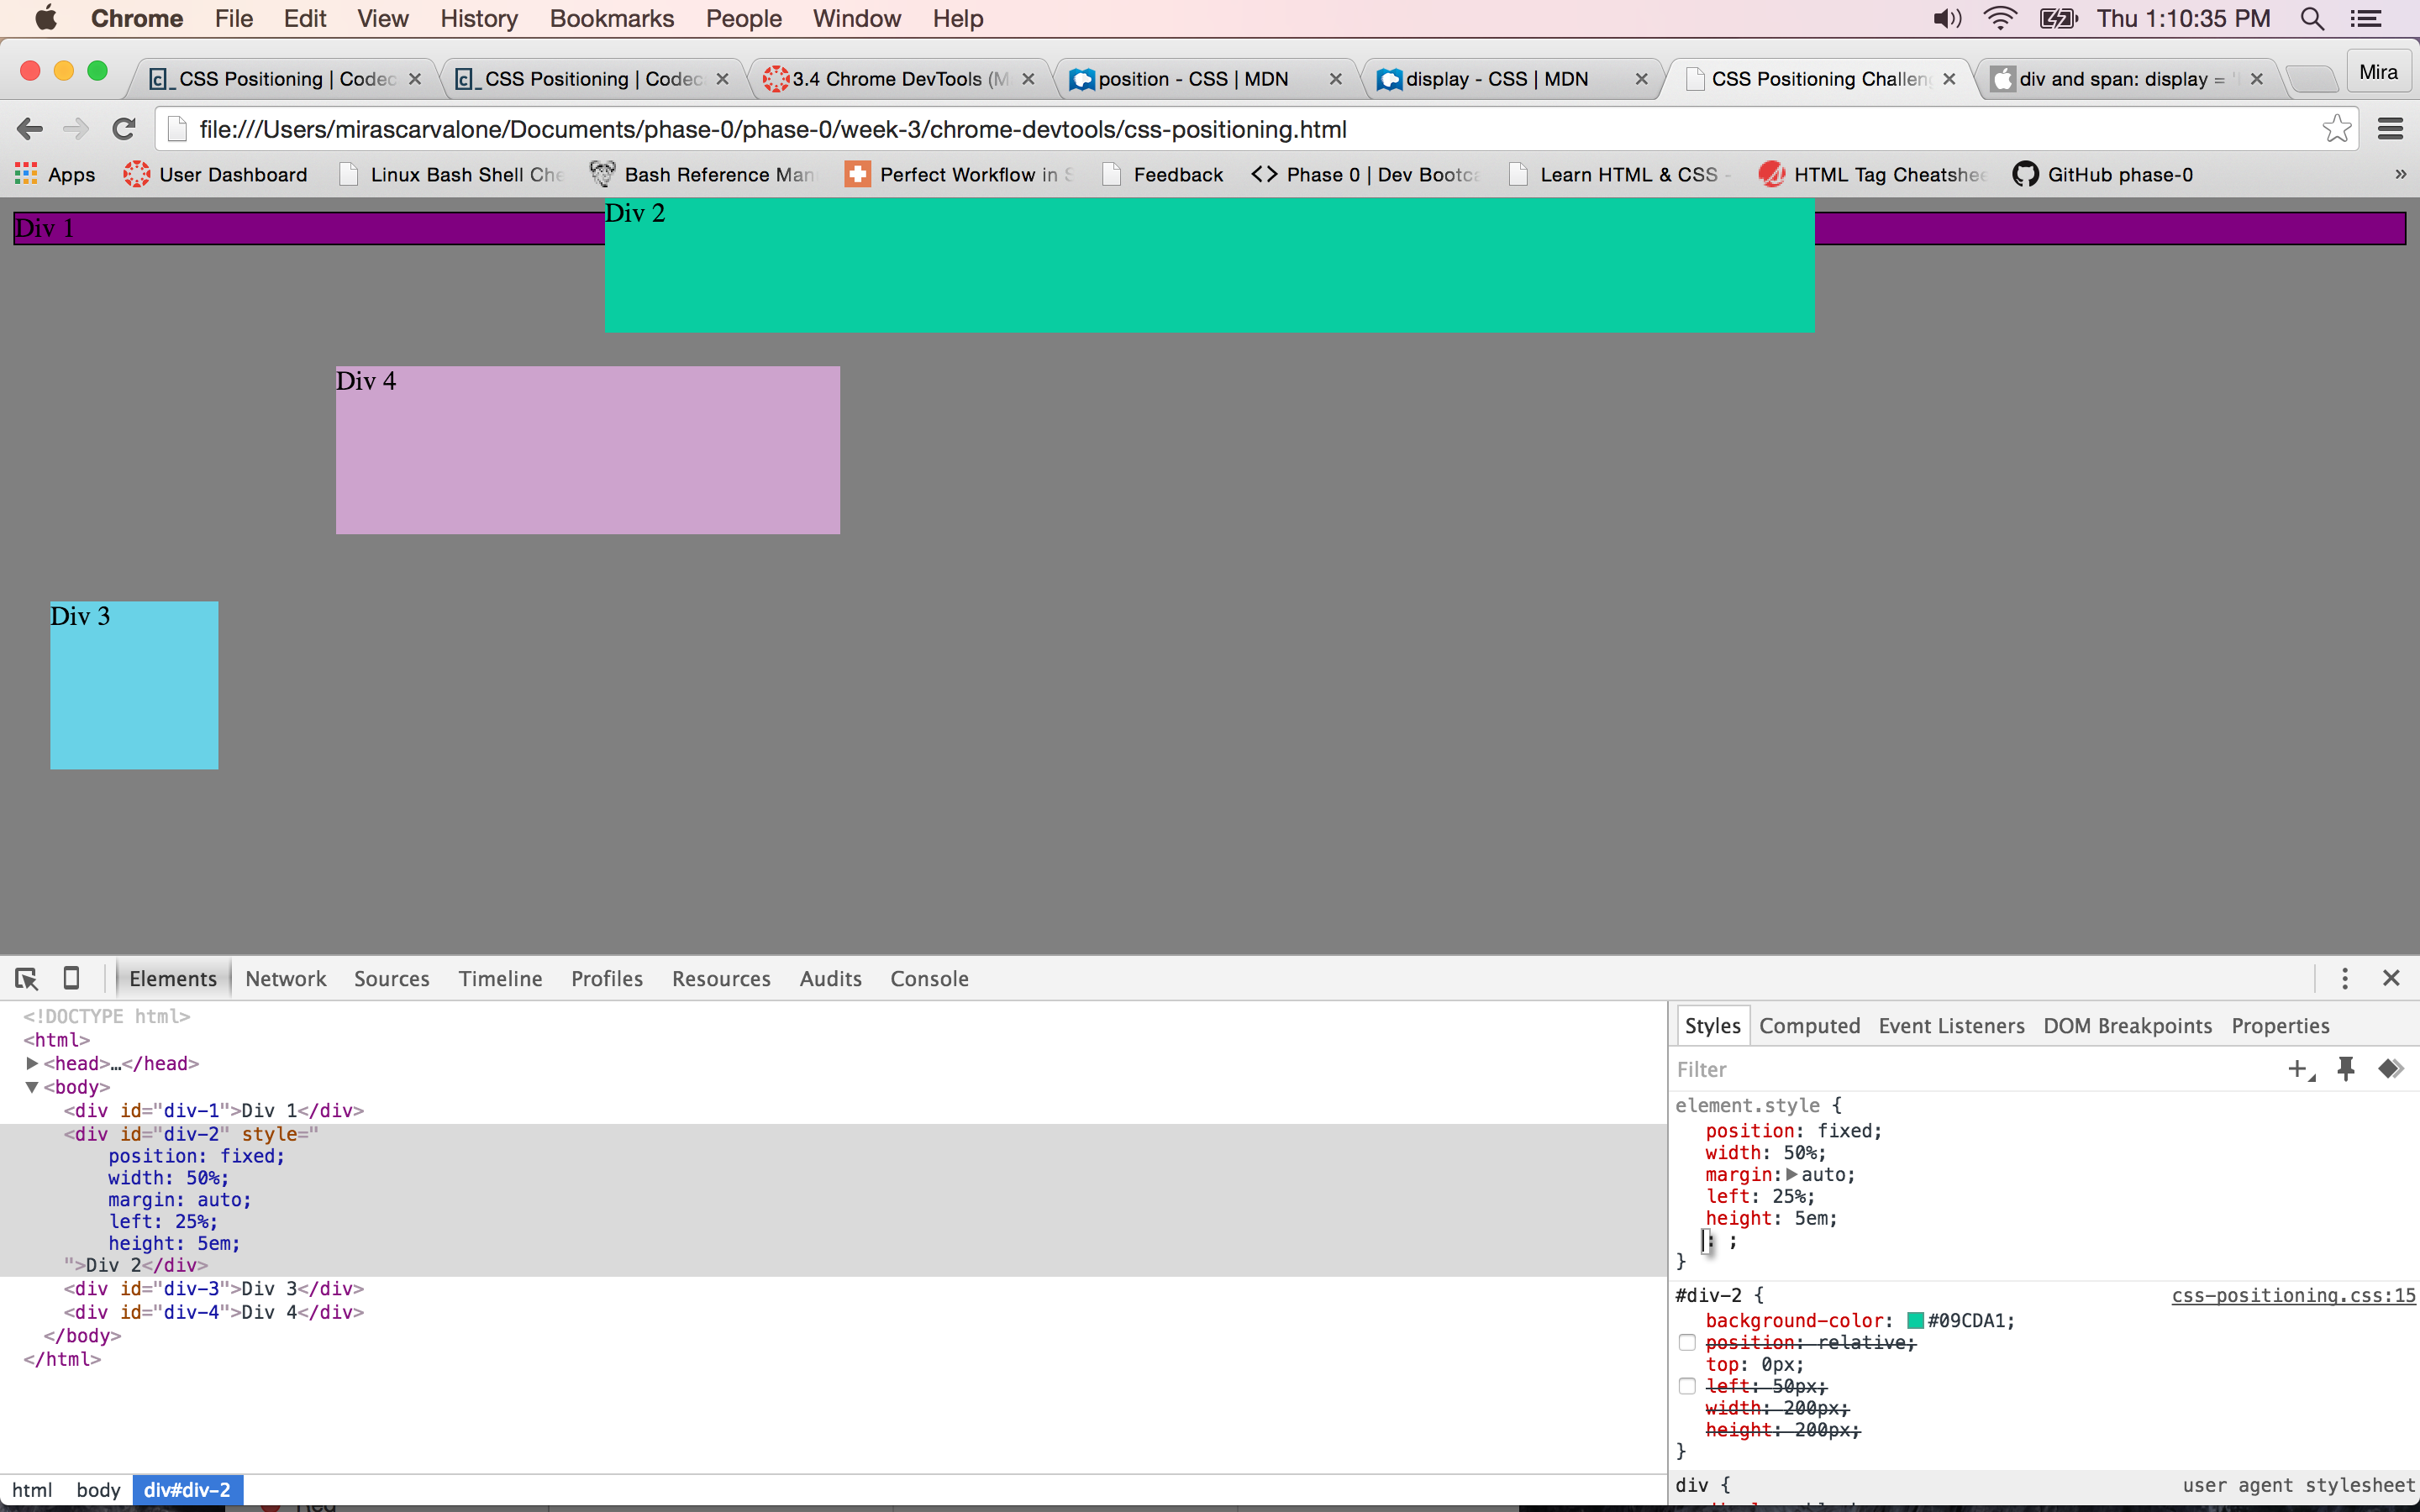 Chrome File Edit View History Bookmarks People Window Help Thu 1:10:35 PM
CSS Positioning | Codec CSS Positioning | Codec 3.4 Chrome DevTools (M position - CSS | MDN display - CSS | MDN CSS Positioning Challen div and span: display = ' Mira
file:///Users/mirascarvalone/Documents/phase-0/phase-0/week-3/chrome-devtools/css-positioning.html
Apps User Dashboard Linux Bash Shell Che Bash Reference Man Perfect Workflow in S Feedback <> Phase 0 | Dev Bootca Learn HTML & CSS - HTML Tag Cheatshee GitHub phase-0 »
Div 2
Div 1
Div 4
Div 3
Elements Network Sources Timeline Profiles Resources Audits Console
<!DOCTYPE html>
<html>
<head>…</head>
<body>
<div id="div-1">Div 1</div>
<div id="div-2" style="
position: fixed;
width: 50%;
margin: auto;
left: 25%;
height: 5em;
">Div 2</div>
<div id="div-3">Div 3</div>
<div id="div-4">Div 4</div>
</body>
</html>
html body div#div-2
Styles Computed Event Listeners DOM Breakpoints Properties
Filter
element.style {
position: fixed;
width: 50%;
margin: auto;
left: 25%;
height: 5em;
: ;
}
#div-2 { css-positioning.css:15
background-color: #09CDA1;
position: relative;
top: 0px;
left: 50px;
width: 200px;
height: 200px;
}
div { user agent stylesheet